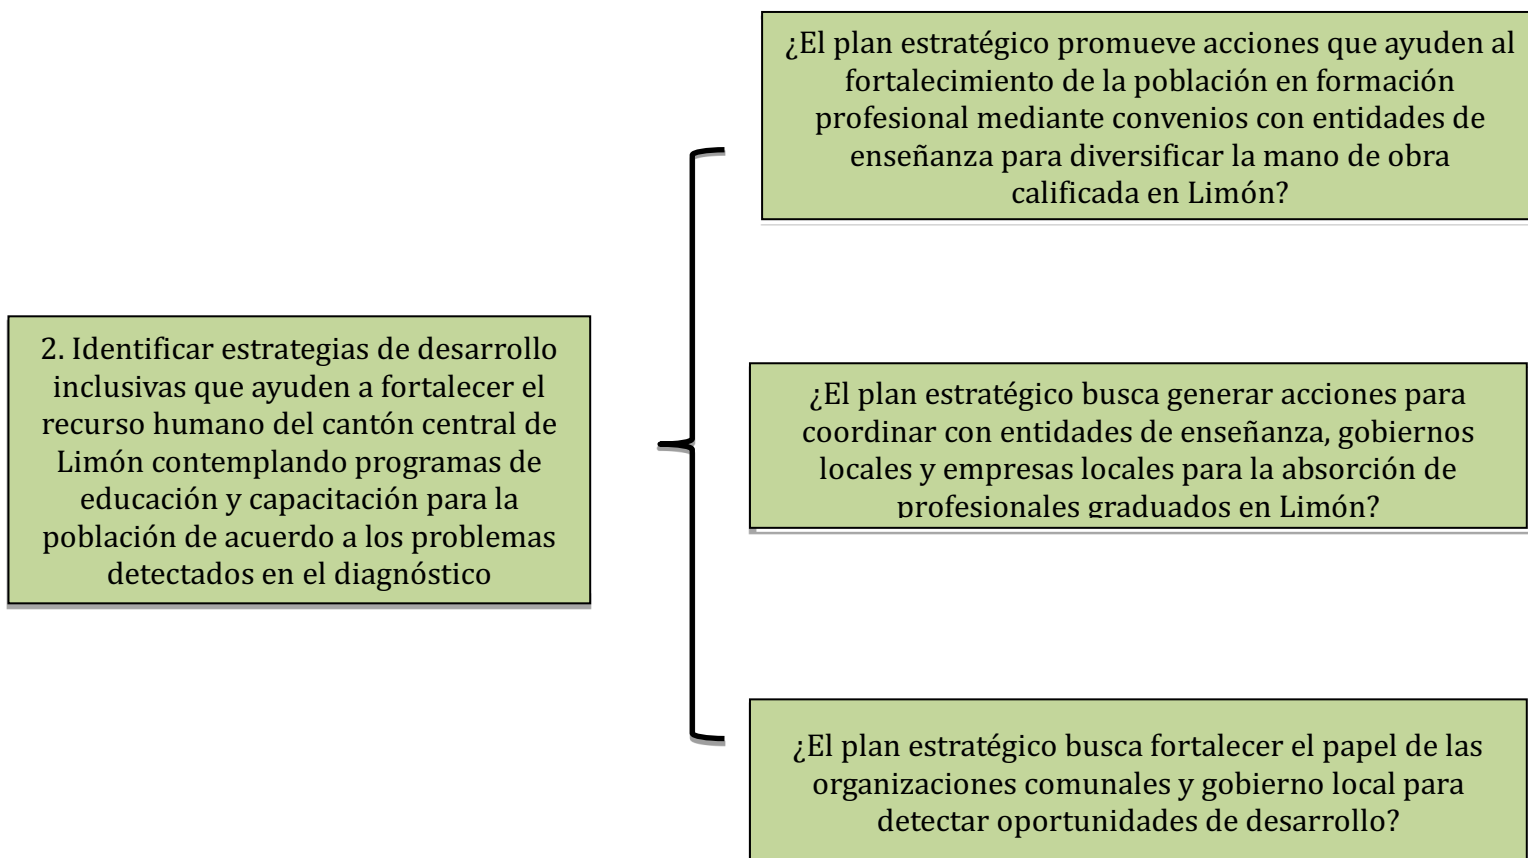 2. Identificar estrategias de desarrollo
inclusivas que ayuden a fortalecer el
recurso humano del cantón central de
Limón contemplando programas de
educación y capacitación para la
población de acuerdo a los problemas
detectados en el diagnóstico
¿El plan estratégico promueve acciones que ayuden al
fortalecimiento de la población en formación
profesional mediante convenios con entidades de
enseñanza para diversificar la mano de obra
calificada en Limón?
¿El plan estratégico busca generar acciones para
coordinar con entidades de enseñanza, gobiernos
locales y empresas locales para la absorción de
profesionales graduados en Limón?
¿El plan estratégico busca fortalecer el papel de las
organizaciones comunales y gobierno local para
detectar oportunidades de desarrollo?